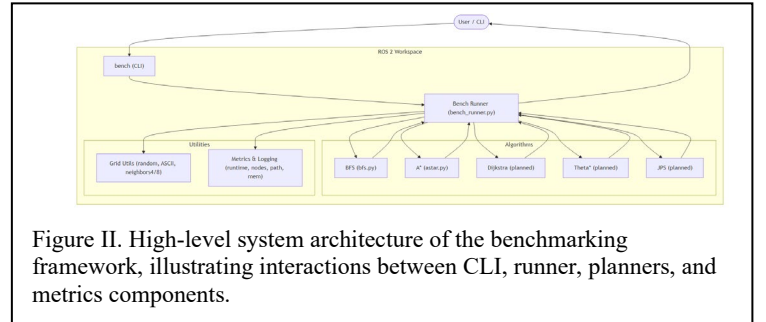 User / CLI
ROS 2 Workspace
bench (CLI)
Bench Runner
(bench_runner.py)
Utilities
Algorithms
Grid Utils (random, ASCII,
neighbors4/8)
Metrics & Logging
(runtime, nodes, path,
mem)
BFS (bfs.py)
A* (astar.py)
Dijkstra (planned)
Theta* (planned)
JPS (planned)
Figure II. High-level system architecture of the benchmarking
framework, illustrating interactions between CLI, runner, planners, and
metrics components.